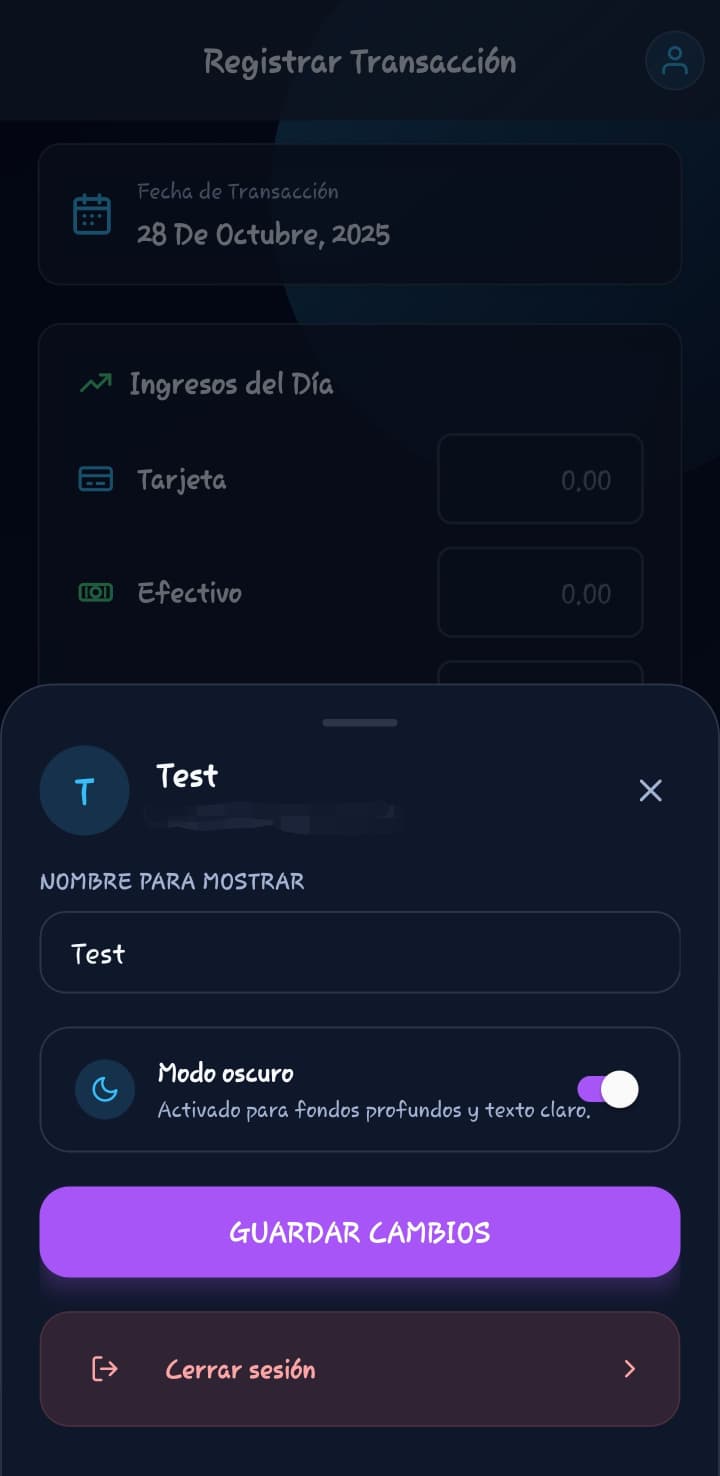 Registrar Transacción
Fecha de Transacción
28 De Octubre, 2025
Ingresos del Día
Tarjeta
0.00
Efectivo
0.00
T
Test
NOMBRE PARA MOSTRAR
Test
Modo oscuro
Activado para fondos profundos y texto claro.
GUARDAR CAMBIOS
Cerrar sesión